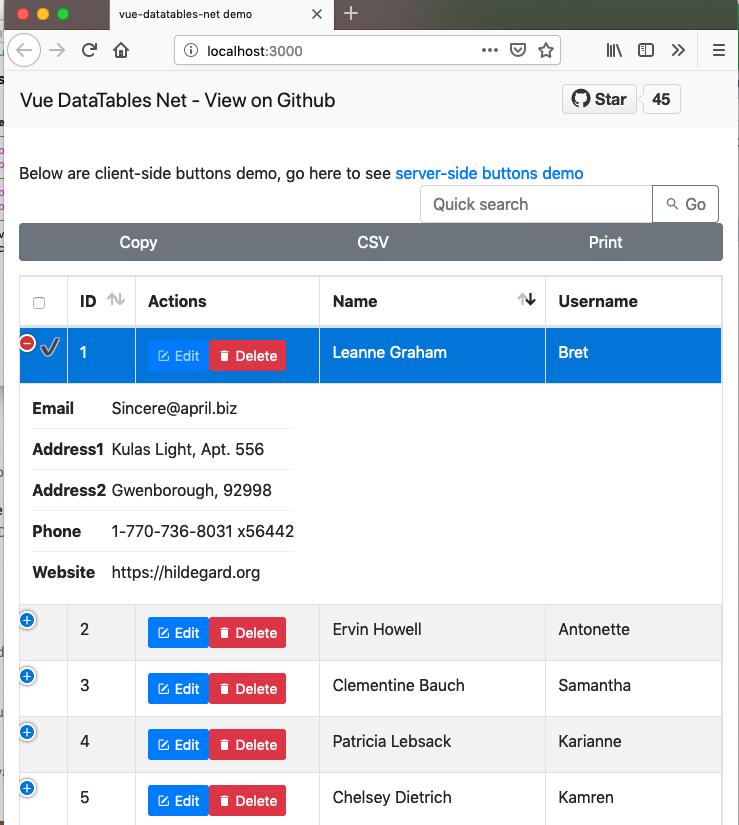 vue-datatables-net demo
localhost:3000
Vue DataTables Net - View on Github
Star 45
Below are client-side buttons demo, go here to see server-side buttons demo
Quick search Go
Copy CSV Print
ID Actions Name Username
1 Edit Delete Leanne Graham Bret
Email Sincere@april.biz
Address1 Kulas Light, Apt. 556
Address2 Gwenborough, 92998
Phone 1-770-736-8031 x56442
Website https://hildegard.org
2 Edit Delete Ervin Howell Antonette
3 Edit Delete Clementine Bauch Samantha
4 Edit Delete Patricia Lebsack Karianne
5 Edit Delete Chelsey Dietrich Kamren